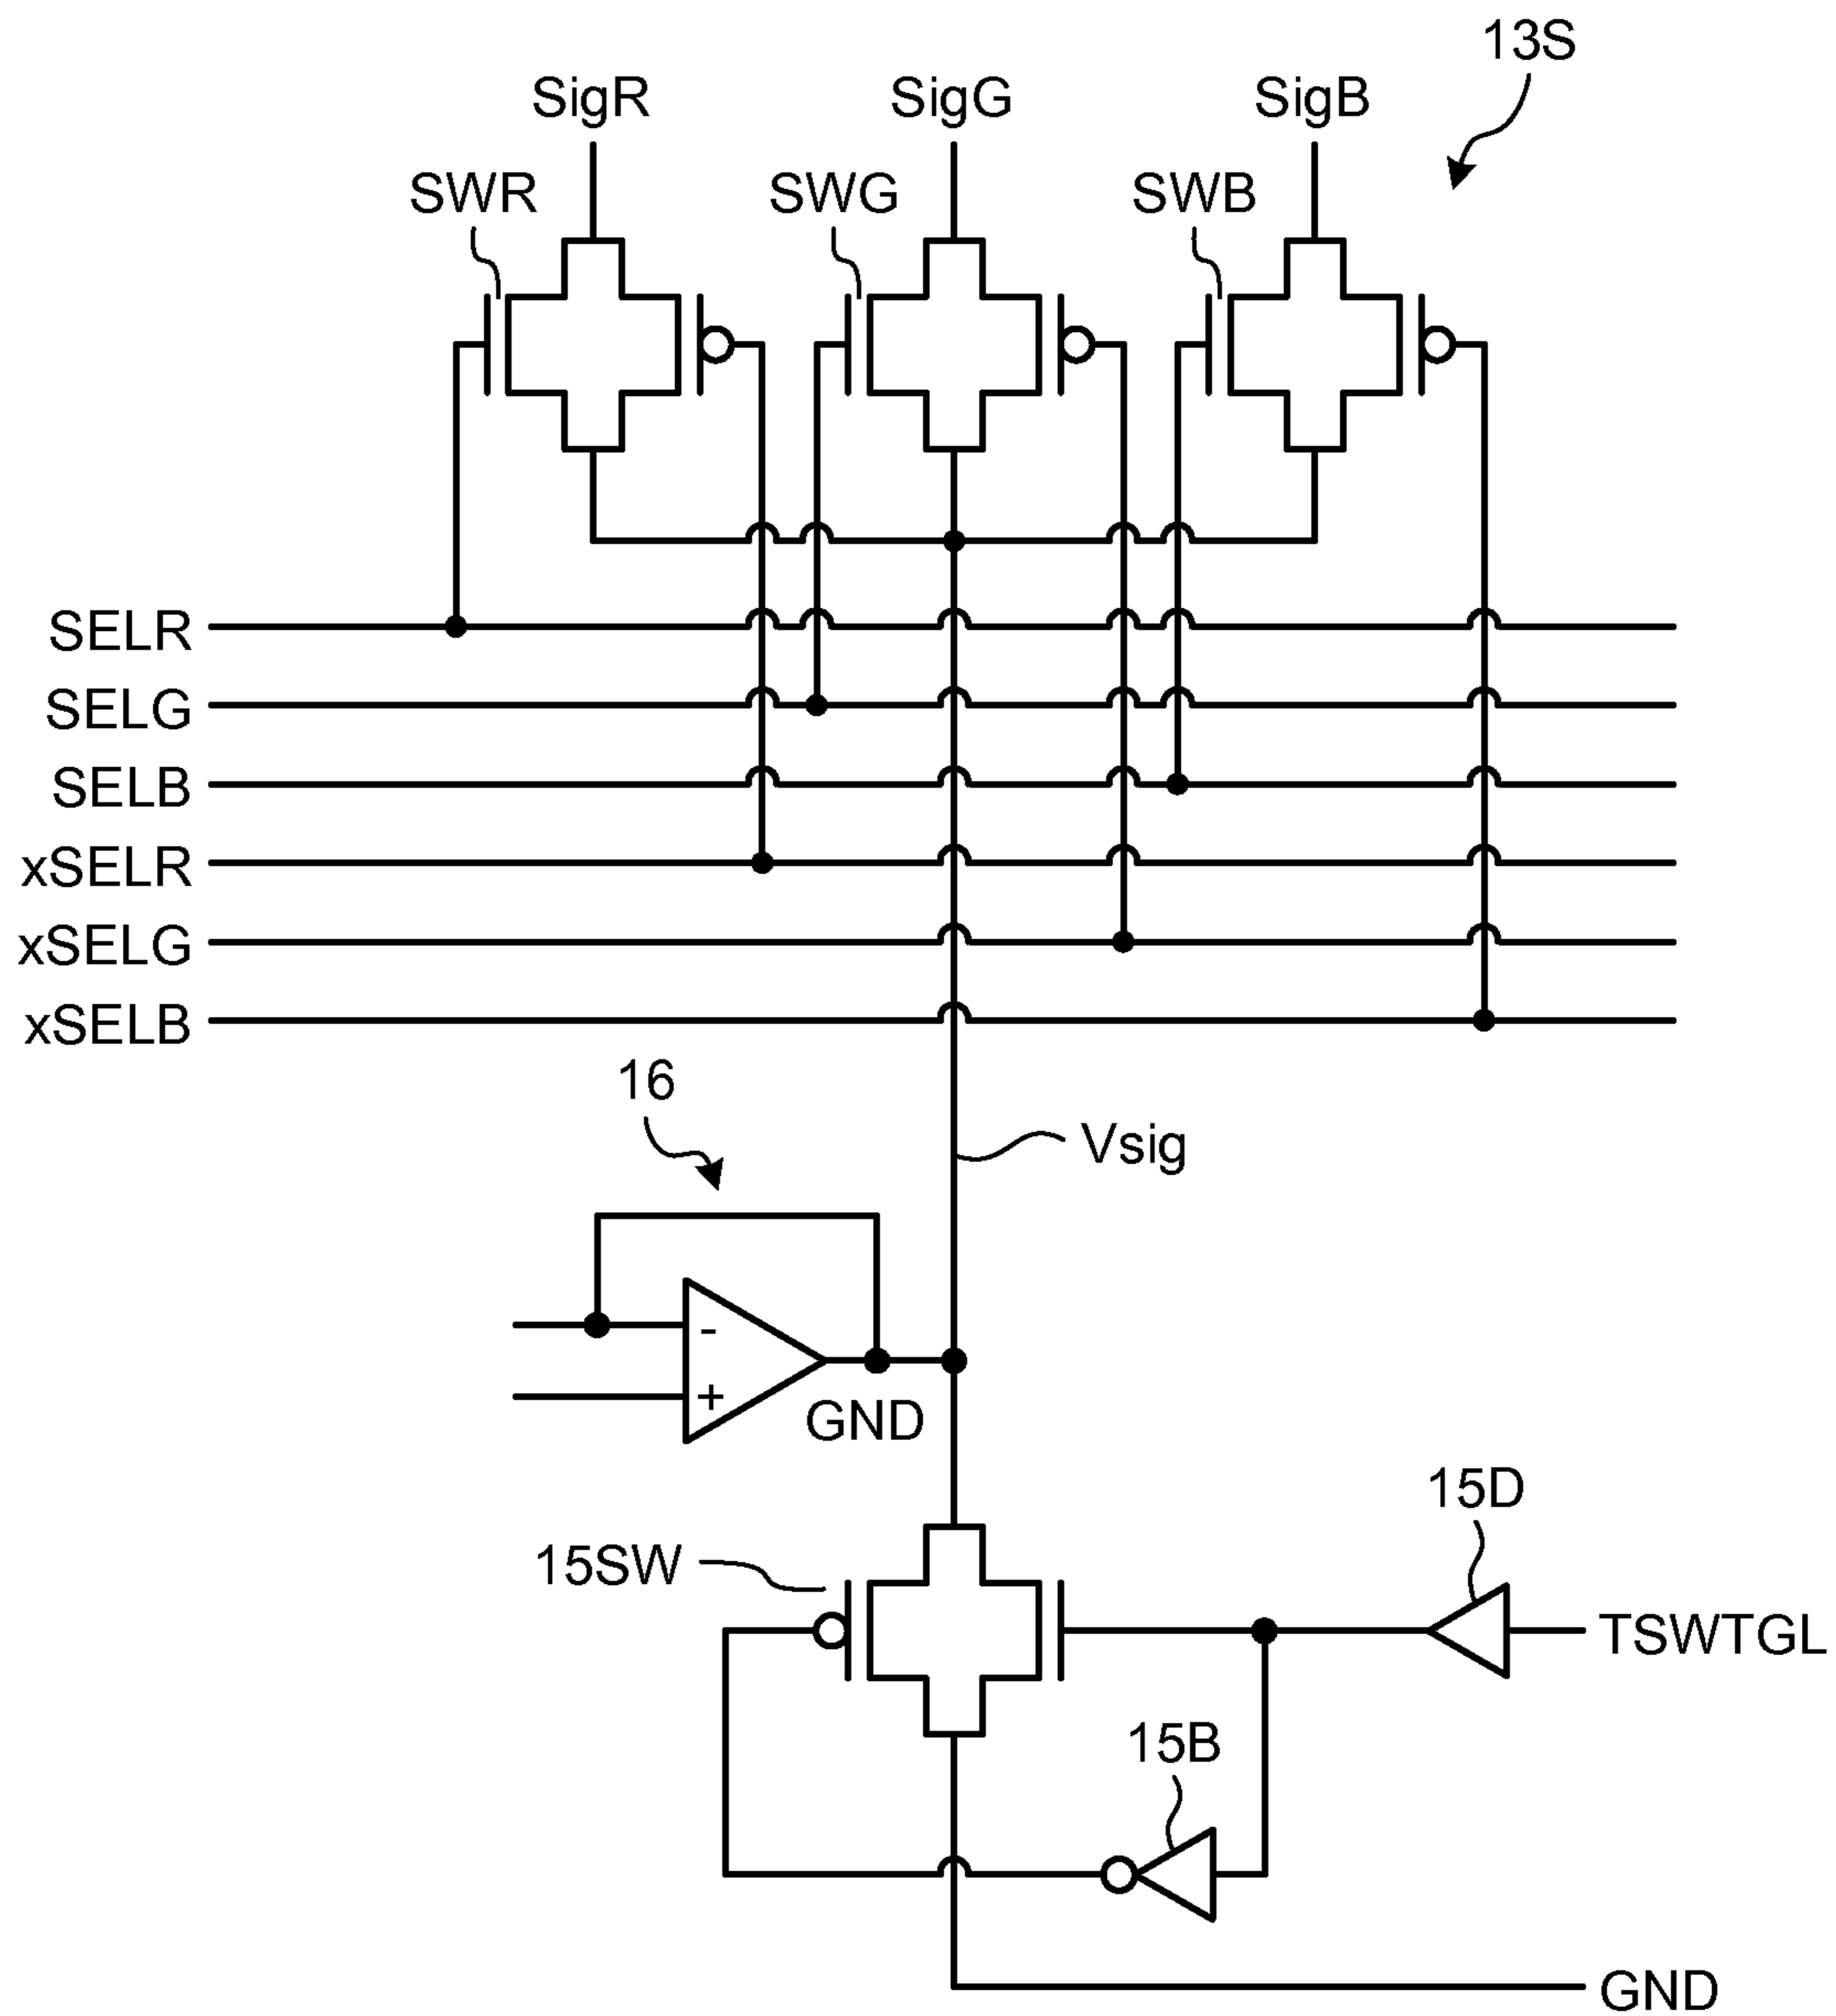 13S
SigR SigG SigB
SWR SWG SWB
SELR
SELG
SELB
xSELR
xSELG
xSELB
16
Vsig
-
+
GND
15D
15SW
TSWTGL
15B
GND